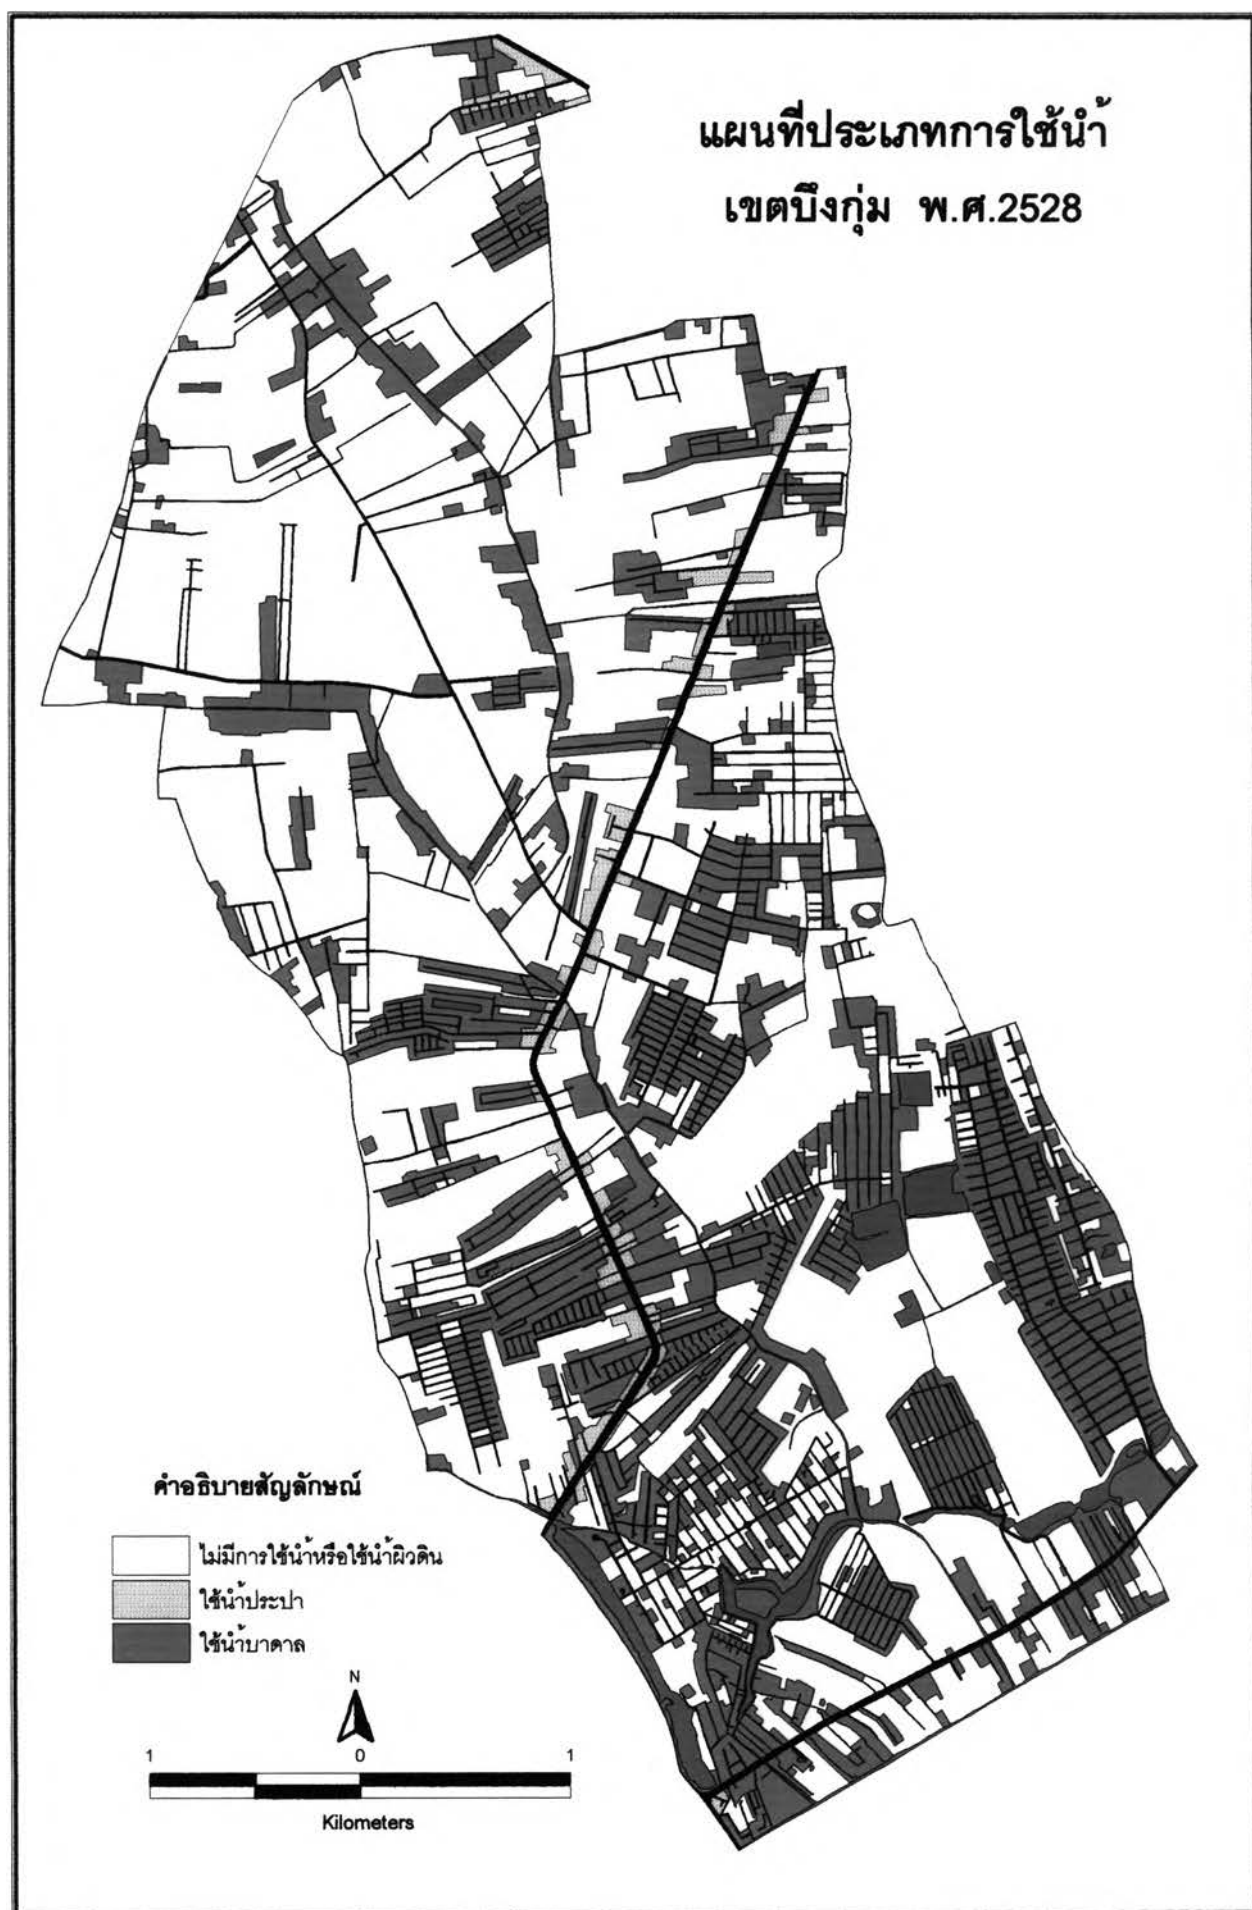 แผนที่ประเภทการใช้น้ำ
เขตบึงกุ่ม พ.ศ.2528
คำอธิบายสัญลักษณ์
ไม่มีการใช้น้ำหรือใช้น้ำผิวดิน
ใช้น้ำประปา
ใช้น้ำบาดาล
N
1 0 1
Kilometers